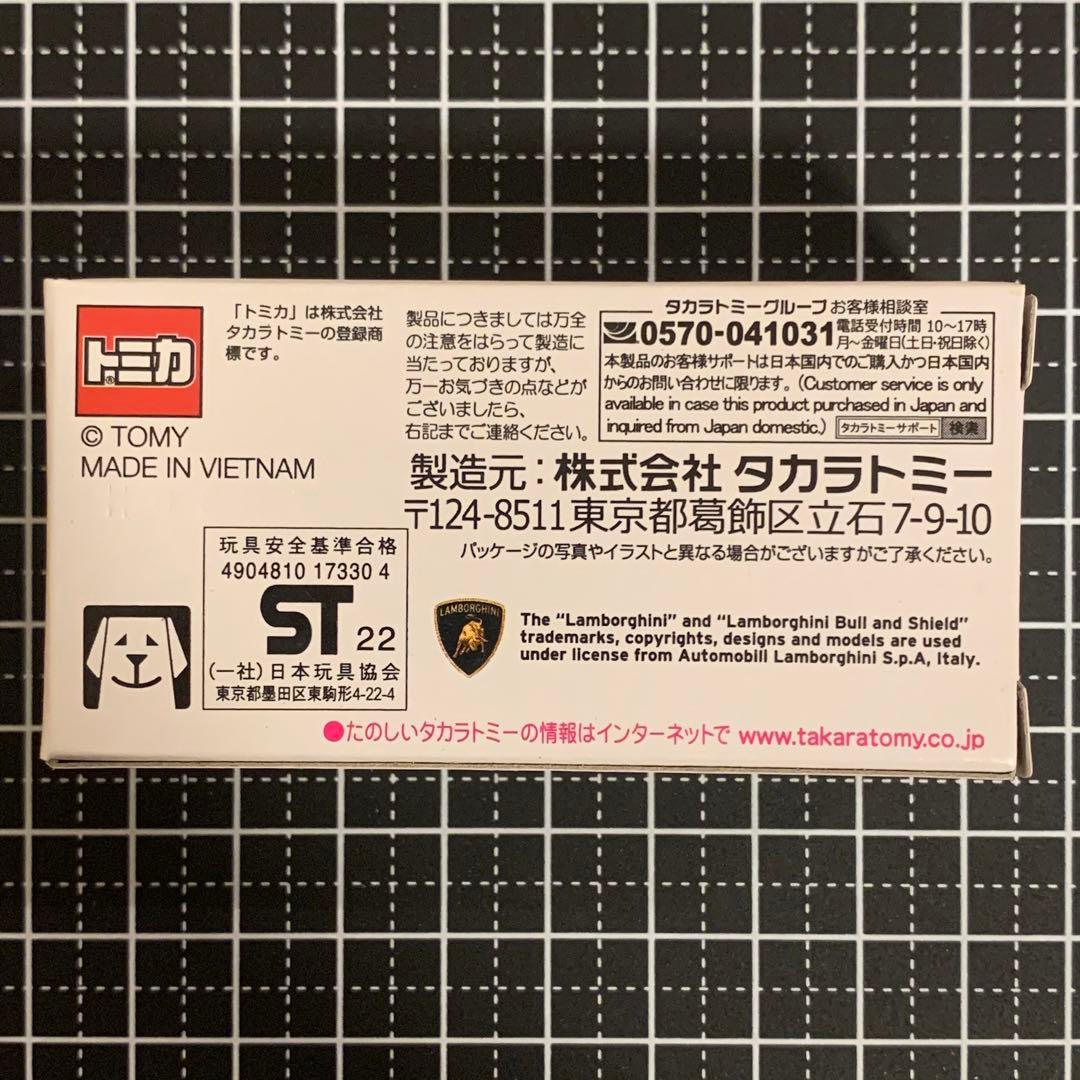 トミカ®
© TOMY
MADE IN VIETNAM
「トミカ」は株式会社
タカラトミーの登録商
標です。
製品につきましては万全
の注意をはらって製造に
当たっておりますが、
万一お気づきの点などが
ございましたら、
右記までご連絡ください。
タカラトミーグループ お客様相談室
0570-041031 電話受付時間 10〜17時
月〜金曜日(土日・祝日除く)
本製品のお客様サポートは日本国内でのご購入かつ日本国内
からのお問い合わせに限ります。(Customer service is only
available in case this product purchased in Japan and
inquired from Japan domestic.) タカラトミーサポート 検索
製造元：株式会社 タカラトミー
〒124-8511 東京都葛飾区立石 7-9-10
パッケージの写真やイラストと異なる場合がございますがご了承ください。
玩具安全基準合格
4904810 17330 4
ST 22
(一社)日本玩具協会
東京都墨田区東駒形4-22-4
LAMBORGHINI
The "Lamborghini" and "Lamborghini Bull and Shield"
trademarks, copyrights, designs and models are used
under license from Automobili Lamborghini S.p.A, Italy.
●たのしいタカラトミーの情報はインターネットで www.takaratomy.co.jp